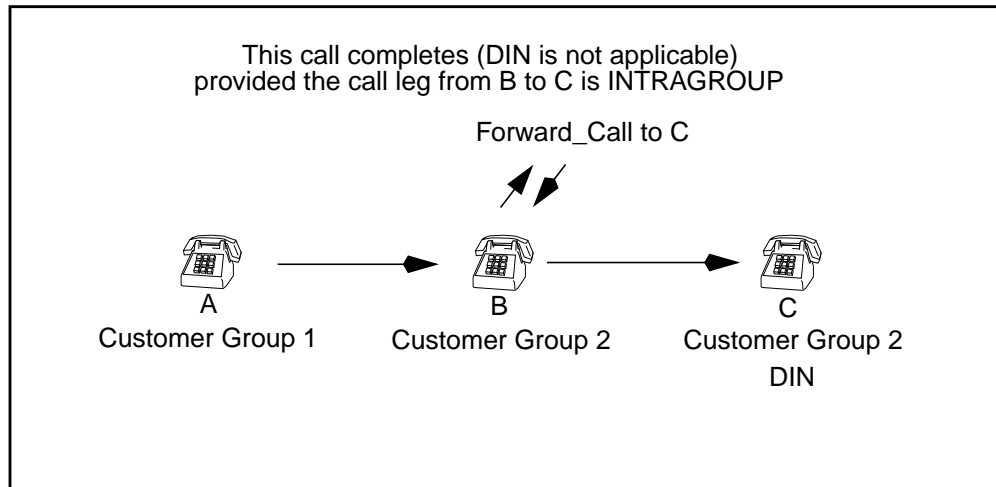 This call completes (DIN is not applicable)
provided the call leg from B to C is INTRAGROUP
Forward_Call to C
A
B
C
Customer Group 1
Customer Group 2
Customer Group 2
DIN